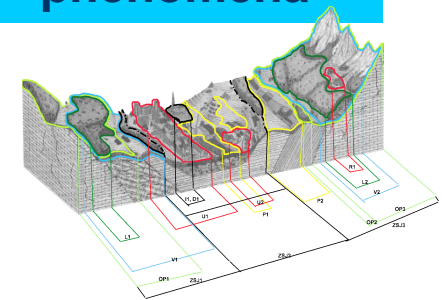 phenomena
R1
I1, D1
L2
V2
U2
P2
P1
U1
OP3
OP2
L1
ZSJ3
ZSJ2
V1
OP1
ZSJ1